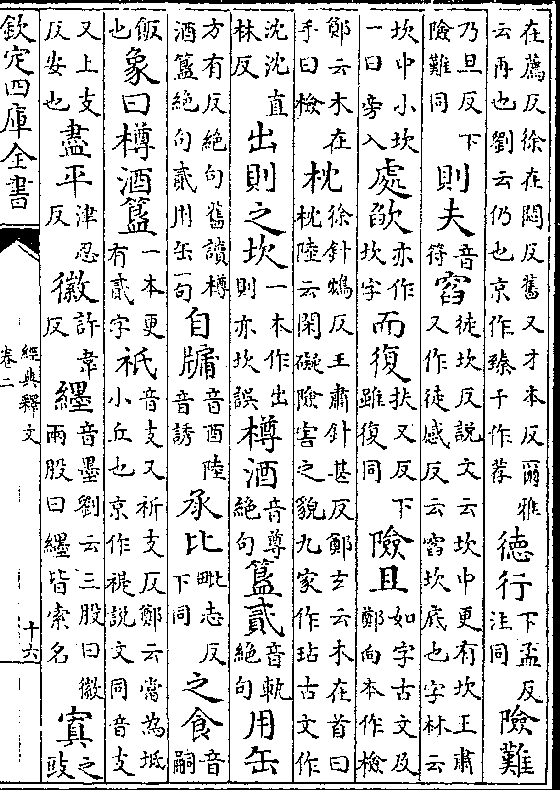 在薦反徐在悶反舊又才本反爾雅
云再也劉云仍也京作臻干作荐
德行下孟反
注同
險難
乃旦反下
險難同
則夫音
符
窞徒坎反說文云坎中更有坎王肅
又作徒感反云窞坎底也字林云
坎中小坎
一曰旁入
處欿亦作
坎字
而復扶又反下
雖復同
險且如字古文及
鄭向本作檢
鄭云木在
手曰檢
枕徐針鴆反王肅針甚反鄭玄云木在首曰
枕陸云閑礙險害之貌九家作玷古文作
沈沈直
林反
出則之坎一本作出
則亦坎誤
樽酒音尊
絕句
簋貳音軌
絕句
用缶
方有反絕句舊讀樽
酒簋絕句貳用缶一句
自牖音酉陸
音誘
承比毗志反
下同
之食音
嗣
飯
也
象曰樽酒簋一本更
有貳字
祇音支又祈支反鄭云當為坻
小丘也京作禔說文同音支
又上支
反安也
盡平津忍
反
徽許韋
反
纆音墨劉云三股曰徽
兩股曰纆皆索名
寘之
豉
欽定四庫全書
經典釋文
卷二
十六